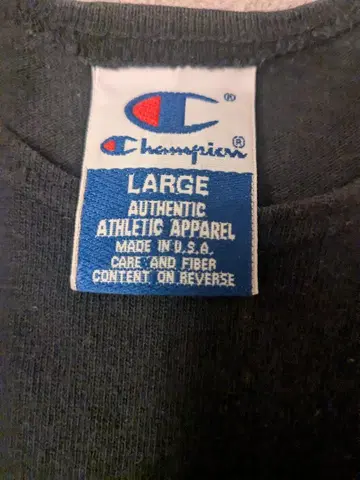 ®
Champion®
LARGE
AUTHENTIC
ATHLETIC APPAREL
MADE IN U.S.A.
CARE AND FIBER
CONTENT ON REVERSE